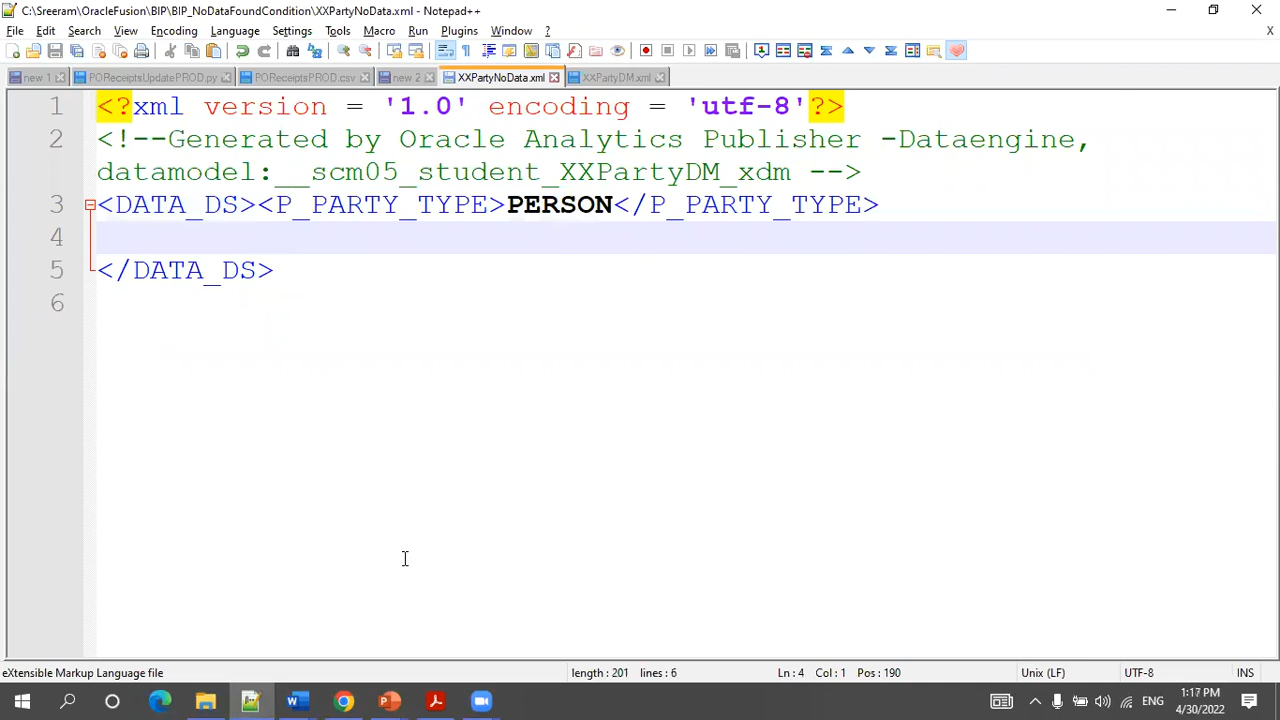 C:\Sreeram\OracleFusion\BIP\BIP_NoDataFoundCondition\XXPartyNoData.xml - Notepad++
File Edit Search View Encoding Language Settings Tools Macro Run Plugins Window ?
new 1 POReceiptsUpdatePROD.py POReceiptsPROD.csv new 2 XXPartyNoData.xml XXPartyDM.xml
1 <?xml version = '1.0' encoding = 'utf-8'?>
2 <!--Generated by Oracle Analytics Publisher -Dataengine,
datamodel:__scm05_student_XXPartyDM_xdm -->
3 <DATA_DS><P_PARTY_TYPE>PERSON</P_PARTY_TYPE>
4
5 </DATA_DS>
6
eXtensible Markup Language file length : 201 lines : 6 Ln : 4 Col : 1 Pos : 190 Unix (LF) UTF-8 INS
ENG 1:17 PM
4/30/2022